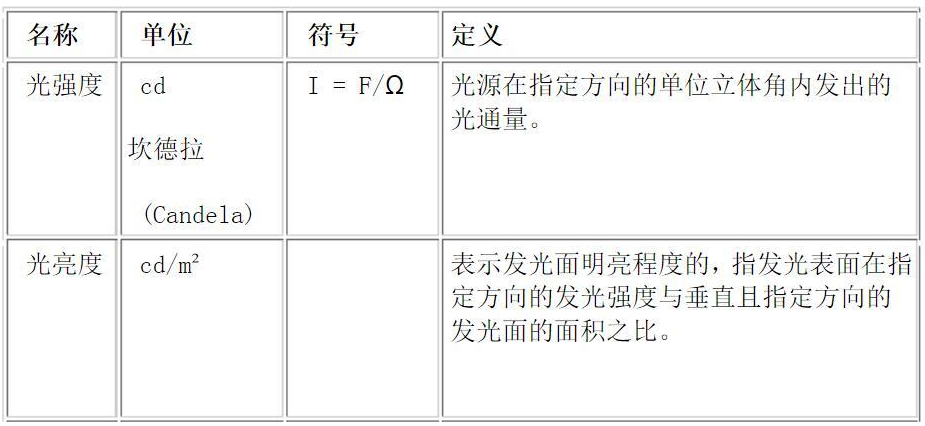 名称 单位 符号 定义
光强度 cd I = F/Ω 光源在指定方向的单位立体角内发出的
光通量。
坎德拉
(Candela)
光亮度 cd/m² 表示发光面明亮程度的,指发光表面在指
定方向的发光强度与垂直且指定方向的
发光面的面积之比。